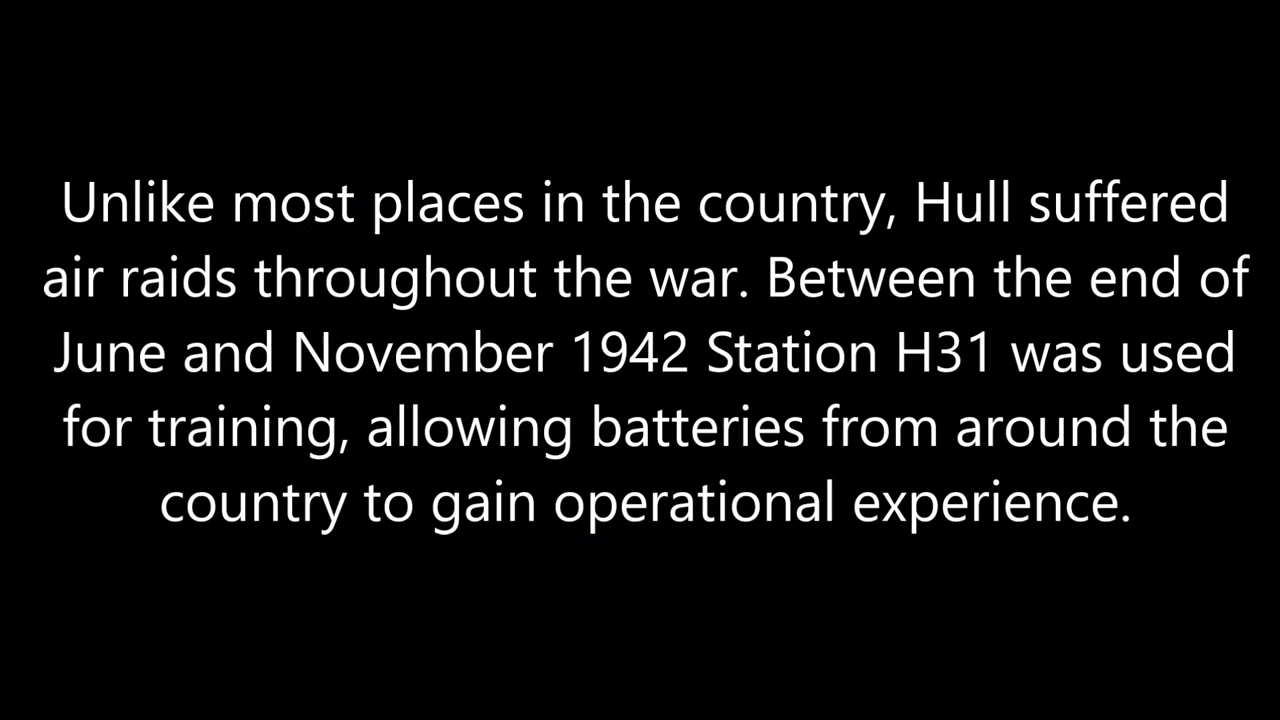 Unlike most places in the country, Hull suffered
air raids throughout the war. Between the end of
June and November 1942 Station H31 was used
for training, allowing batteries from around the
country to gain operational experience.